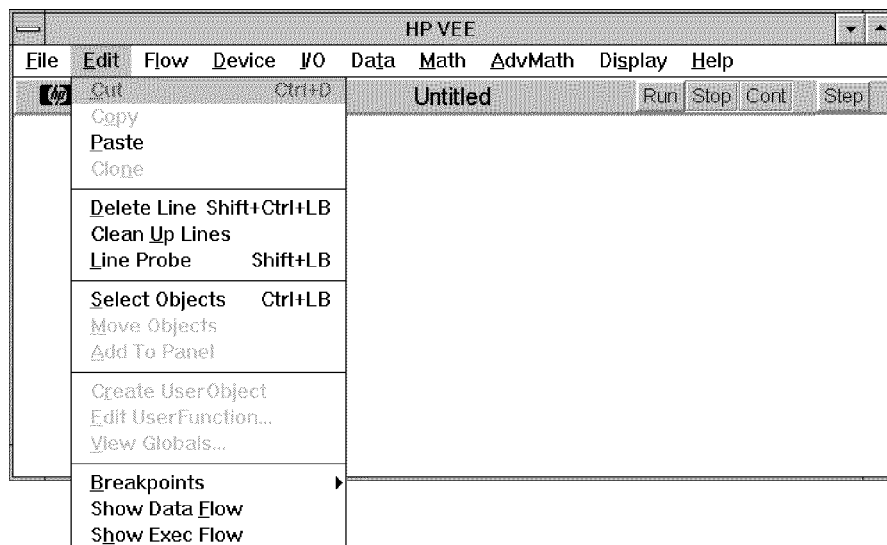 HP VEE
File Edit Flow Device I/O Data Math AdvMath Display Help
hp Untitled Run Stop Cont Step
Cut Ctrl+D
Copy
Paste
Clone
Delete Line Shift+Ctrl+LB
Clean Up Lines
Line Probe Shift+LB
Select Objects Ctrl+LB
Move Objects
Add To Panel
Create UserObject
Edit UserFunction...
View Globals...
Breakpoints
Show Data Flow
Show Exec Flow